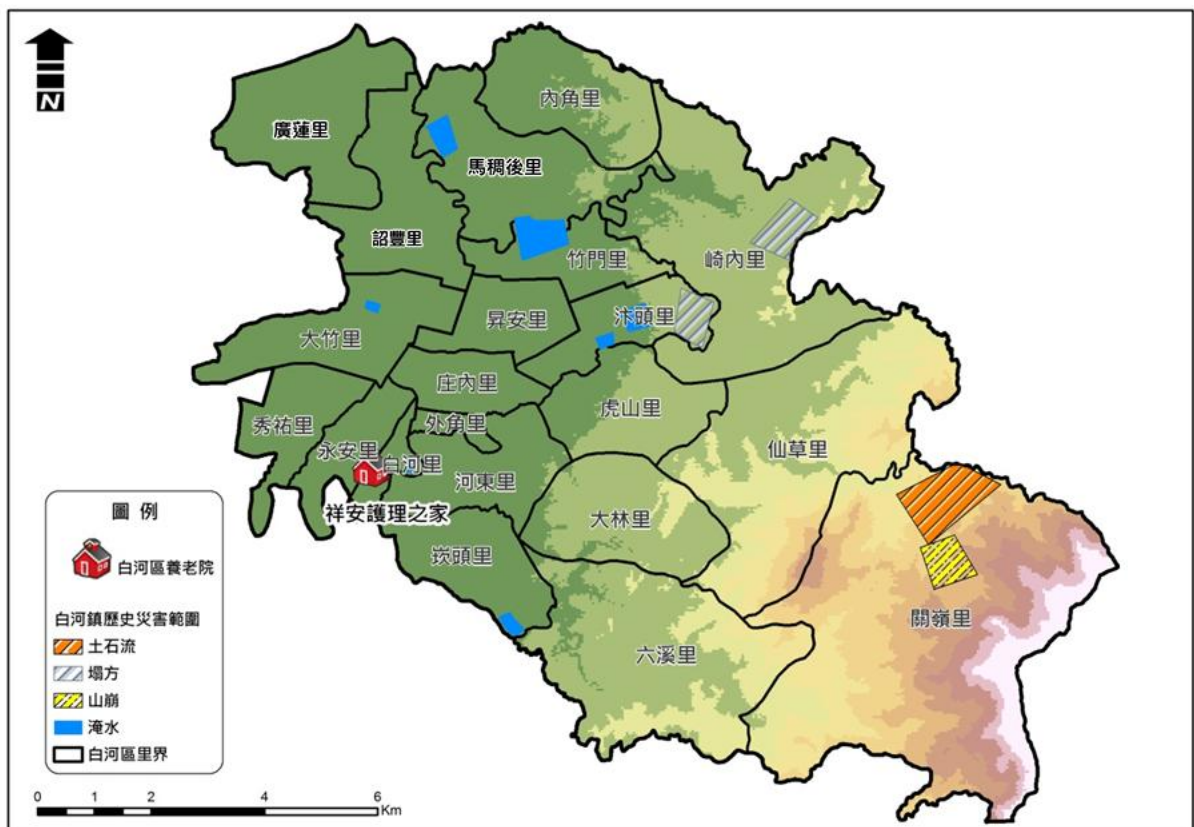 N
內角里
廣蓮里
馬稠後里
詔豐里
竹門里
崎內里
昇安里
汴頭里
大竹里
庄內里
虎山里
秀祐里
外角里
仙草里
永安里
白河里
河東里
祥安護理之家
大林里
崁頭里
關嶺里
六溪里
圖 例
白河區養老院
白河鎮歷史災害範圍
土石流
塌方
山崩
淹水
白河區里界
0 1 2 4 6
Km